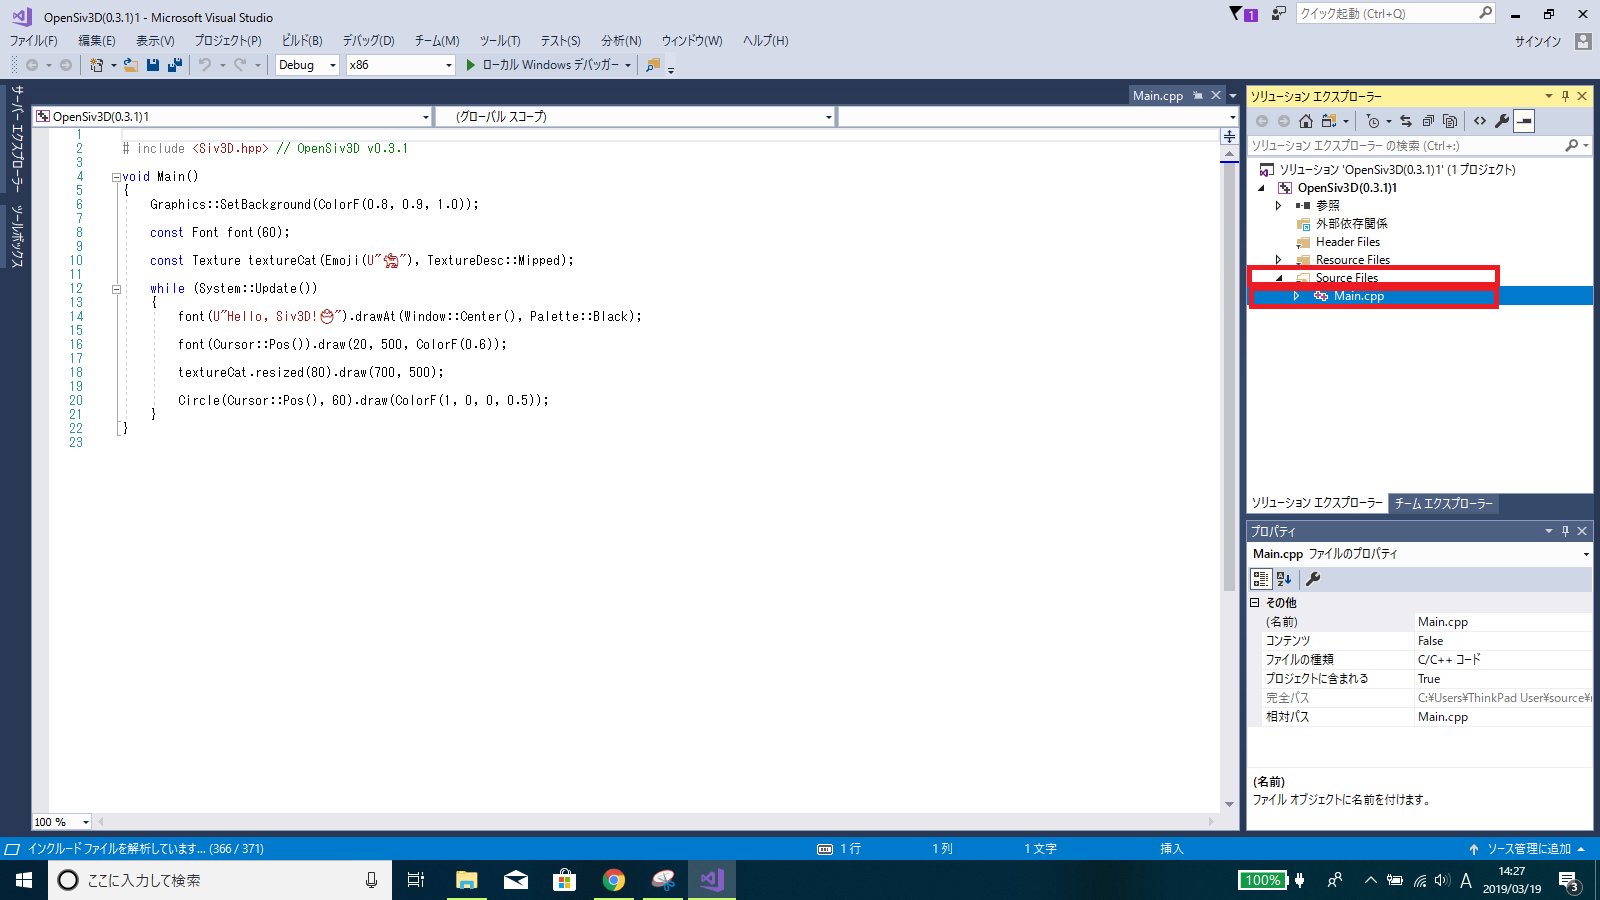 OpenSiv3D(0.3.1)1 - Microsoft Visual Studio
1
クイック起動 (Ctrl+Q)
ファイル(F) 編集(E) 表示(V) プロジェクト(P) ビルド(B) デバッグ(D) チーム(M) ツール(T) テスト(S) 分析(N) ウィンドウ(W) ヘルプ(H)
サインイン
Debug x86 ローカル Windows デバッガー
サーバー エクスプローラー
ツールボックス
Main.cpp
OpenSiv3D(0.3.1)1 (グローバル スコープ)
1
2 # include <Siv3D.hpp> // OpenSiv3D v0.3.1
3
4 void Main()
5 {
6 Graphics::SetBackground(ColorF(0.8, 0.9, 1.0));
7
8 const Font font(60);
9
10 const Texture textureCat(Emoji(U"🐈"), TextureDesc::Mipped);
11
12 while (System::Update())
13 {
14 font(U"Hello, Siv3D!🐣").drawAt(Window::Center(), Palette::Black);
15
16 font(Cursor::Pos()).draw(20, 500, ColorF(0.6));
17
18 textureCat.resized(80).draw(700, 500);
19
20 Circle(Cursor::Pos(), 60).draw(ColorF(1, 0, 0, 0.5));
21 }
22 }
23
100 %
ソリューション エクスプローラー
ソリューション エクスプローラー の検索 (Ctrl+:)
ソリューション 'OpenSiv3D(0.3.1)1' (1 プロジェクト)
OpenSiv3D(0.3.1)1
参照
外部依存関係
Header Files
Resource Files
Source Files
Main.cpp
ソリューション エクスプローラー チーム エクスプローラー
プロパティ
Main.cpp ファイルのプロパティ
その他
(名前) Main.cpp
コンテンツ False
ファイルの種類 C/C++ コード
プロジェクトに含まれる True
完全パス C:¥Users¥ThinkPad User¥source¥
相対パス Main.cpp
(名前)
ファイル オブジェクトに名前を付けます。
インクルード ファイルを解析しています... (366 / 371) 1 行 1 列 1 文字 挿入 ソース管理に追加
ここに入力して検索
100%
A
14:27
2019/03/19
3